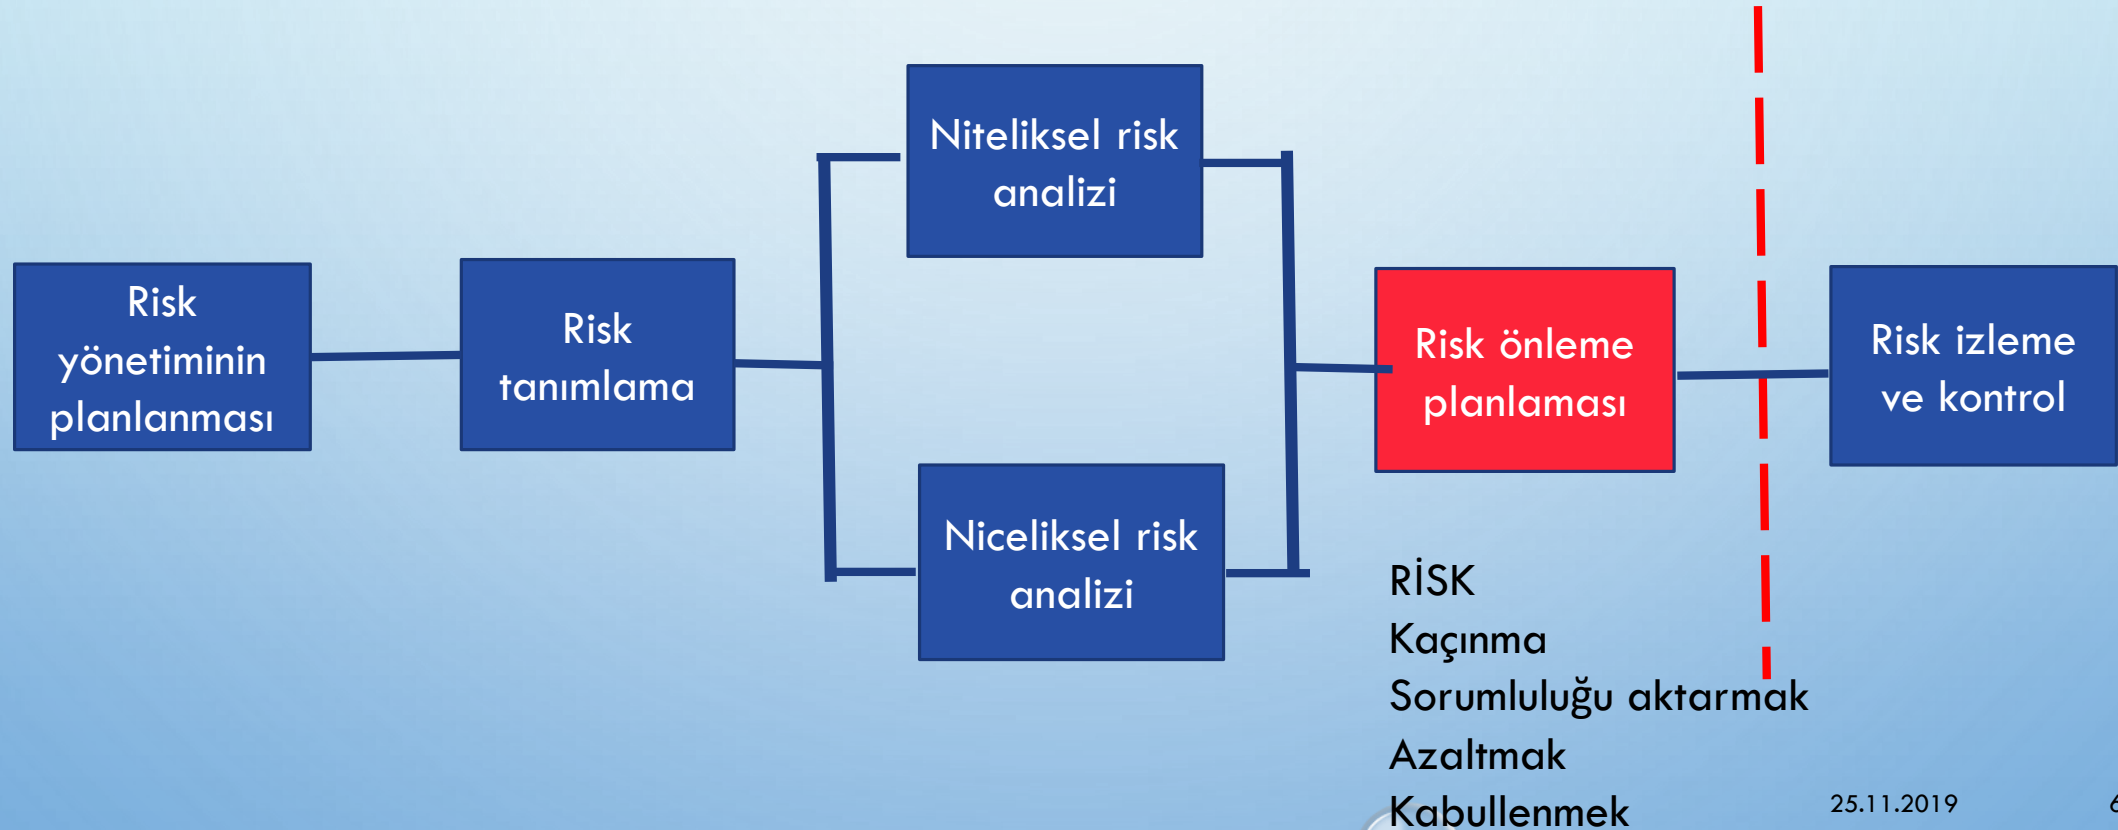 Risk
yönetiminin
planlanması
Risk
tanımlama
Niteliksel risk
analizi
Niceliksel risk
analizi
Risk önleme
planlaması
Risk izleme
ve kontrol
RİSK
Kaçınma
Sorumluluğu aktarmak
Azaltmak
Kabullenmek
25.11.2019